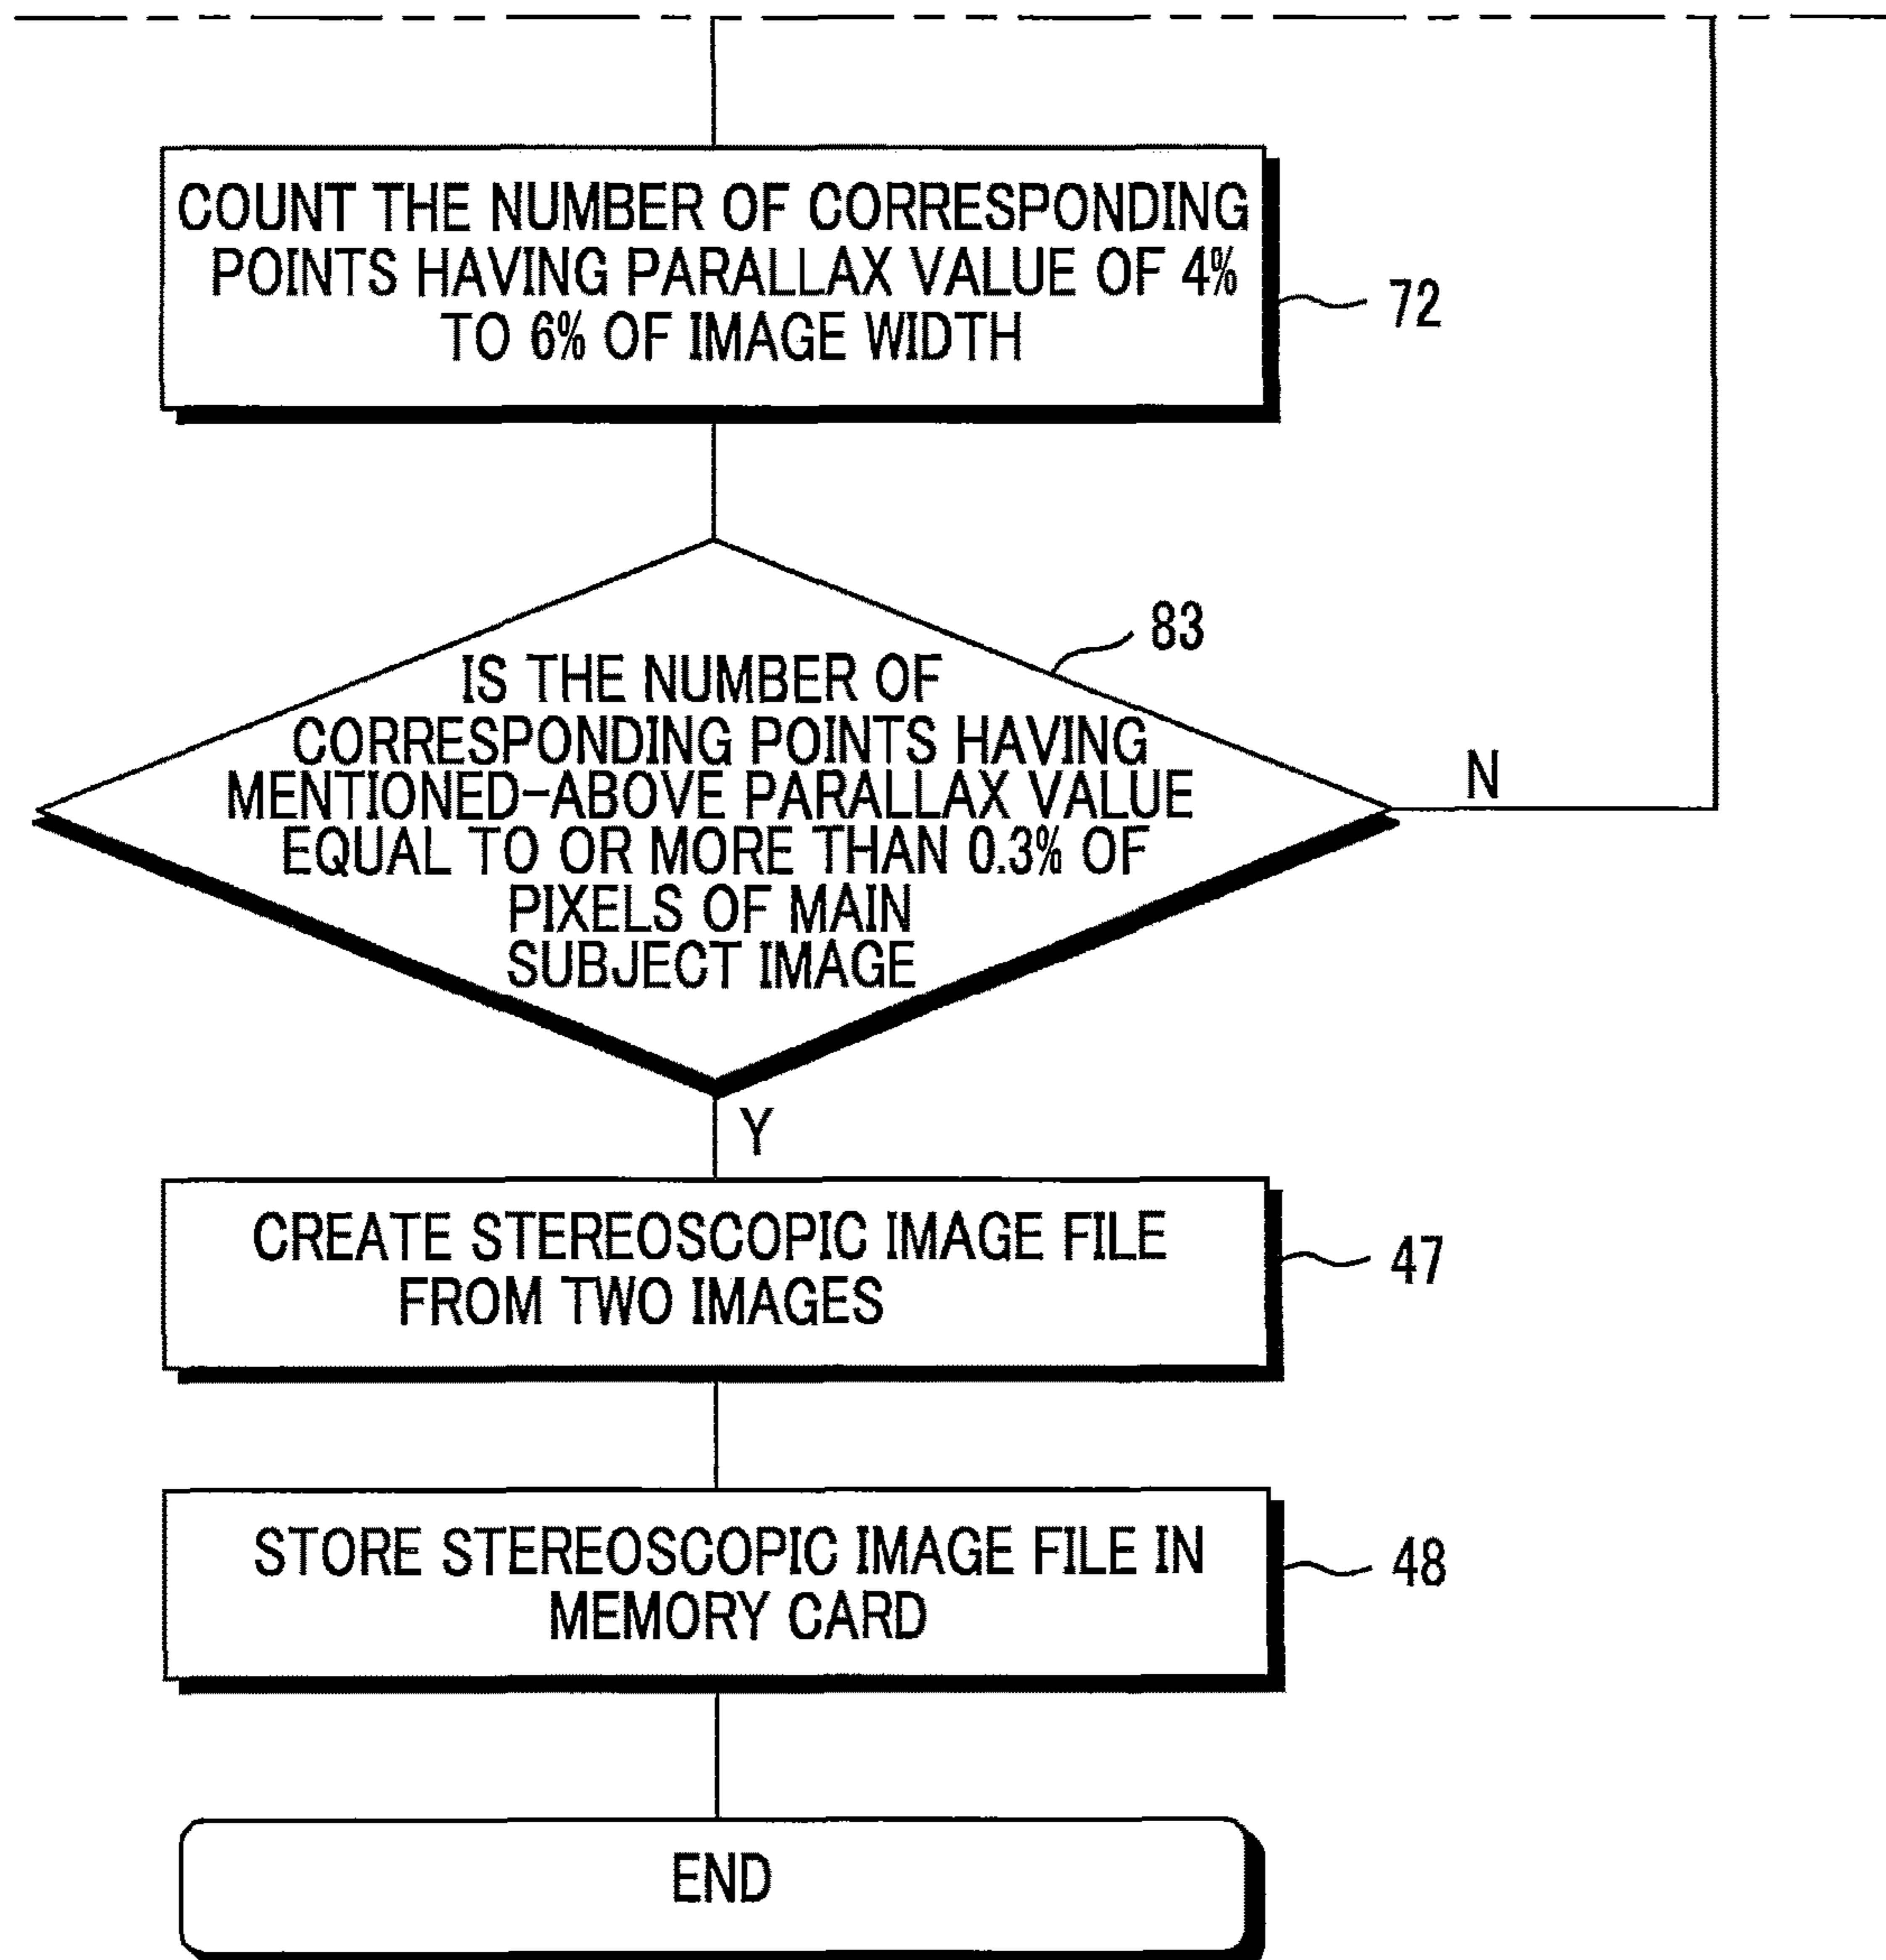 COUNT THE NUMBER OF CORRESPONDING
POINTS HAVING PARALLAX VALUE OF 4%
TO 6% OF IMAGE WIDTH
72
83
IS THE NUMBER OF
CORRESPONDING POINTS HAVING
MENTIONED-ABOVE PARALLAX VALUE
EQUAL TO OR MORE THAN 0.3% OF
PIXELS OF MAIN
SUBJECT IMAGE
N
Y
CREATE STEREOSCOPIC IMAGE FILE
FROM TWO IMAGES
47
STORE STEREOSCOPIC IMAGE FILE IN
MEMORY CARD
48
END